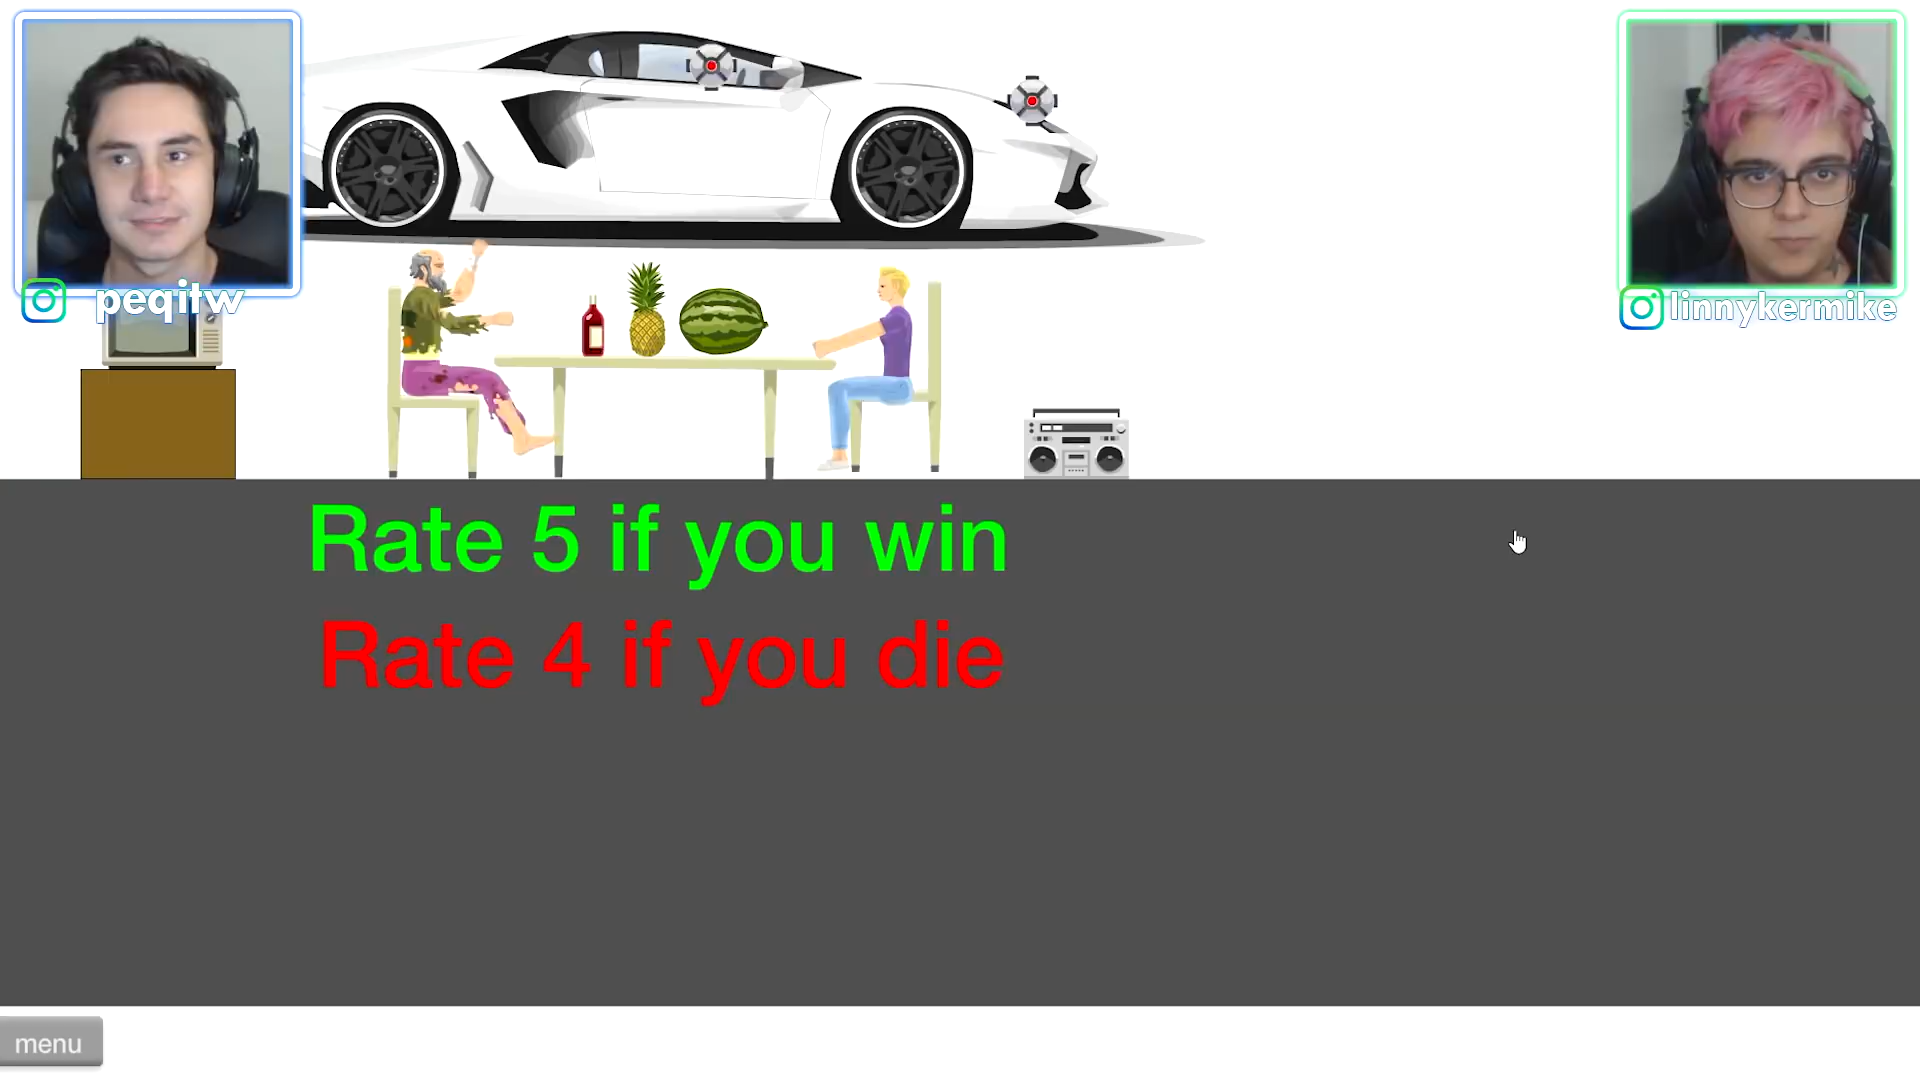 peqitw
linnykermike
Rate 5 if you win
Rate 4 if you die
menu